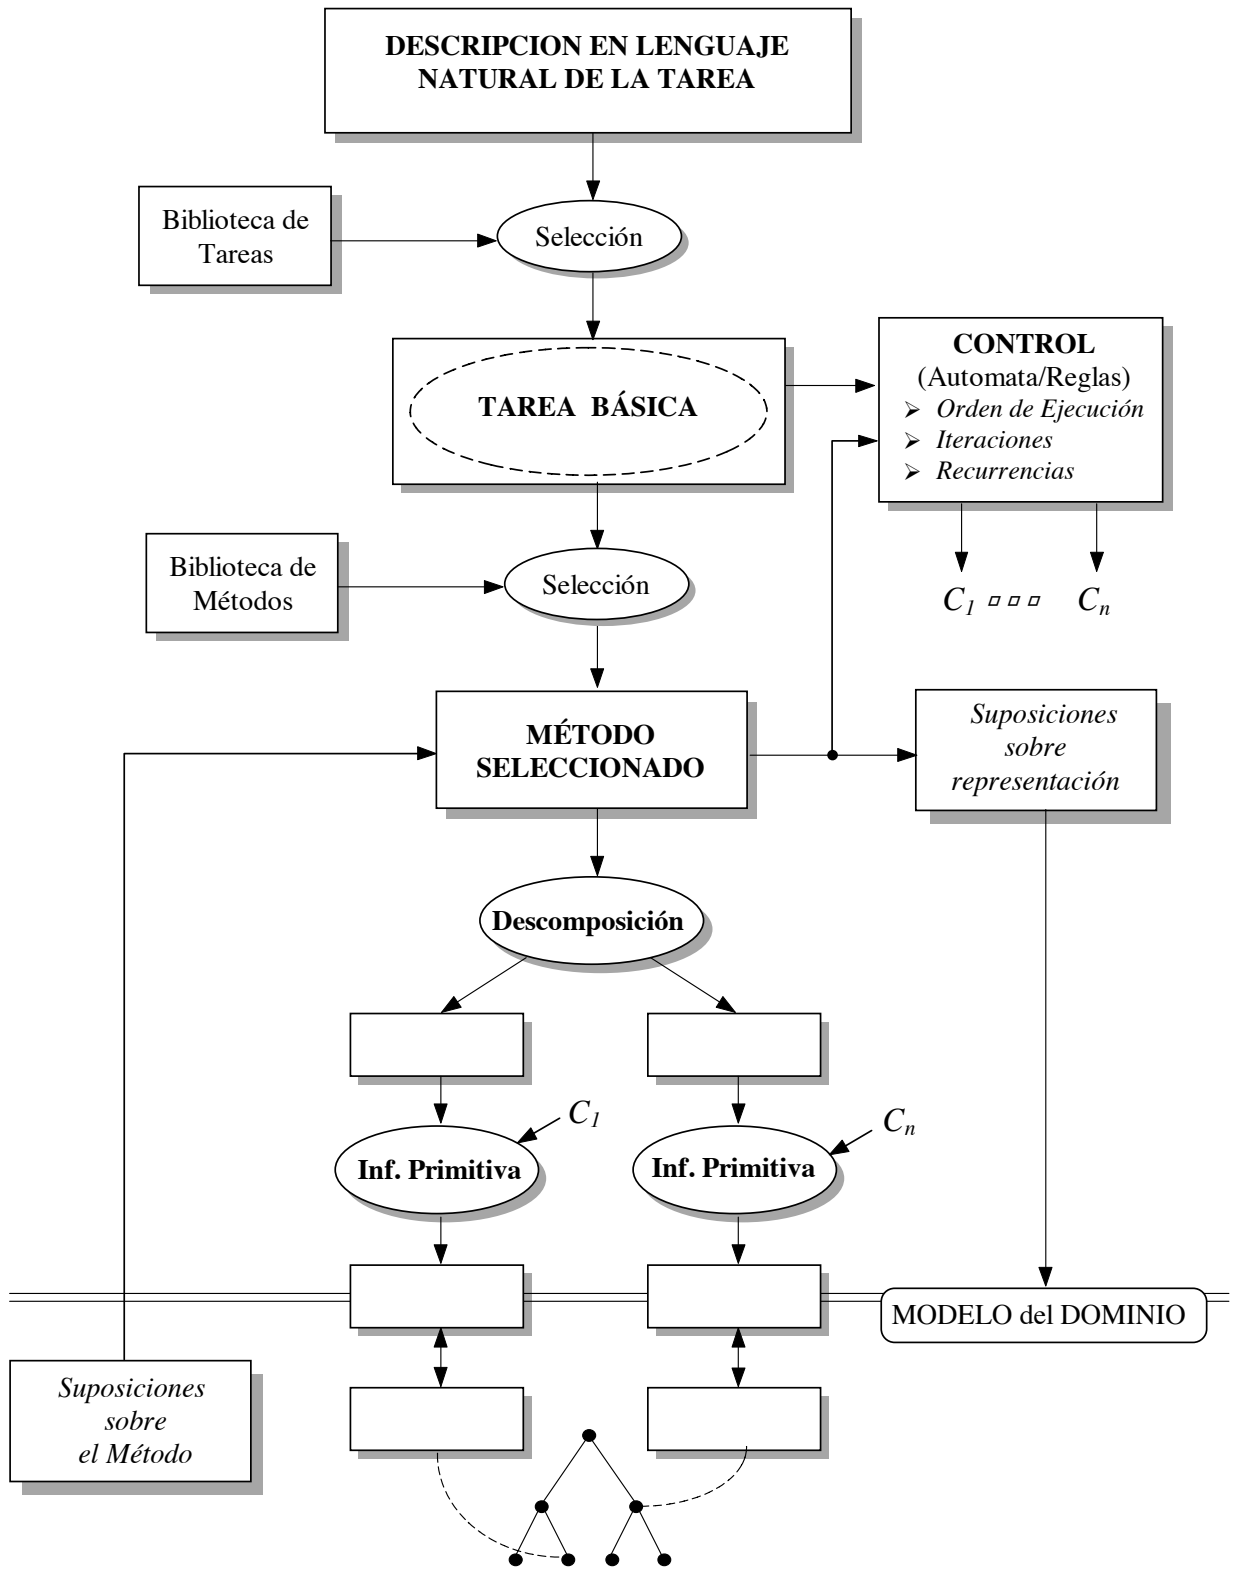 DESCRIPCION EN LENGUAJE
NATURAL DE LA TAREA
Biblioteca de
Tareas
Selección
TAREA BÁSICA
CONTROL
(Automata/Reglas)
➢ Orden de Ejecución
➢ Iteraciones
➢ Recurrencias
Biblioteca de
Métodos
Selección
C1 ▫▫▫ Cn
MÉTODO
SELECCIONADO
Suposiciones
sobre
representación
Descomposición
C1
Cn
Inf. Primitiva
Inf. Primitiva
MODELO del DOMINIO
Suposiciones
sobre
el Método